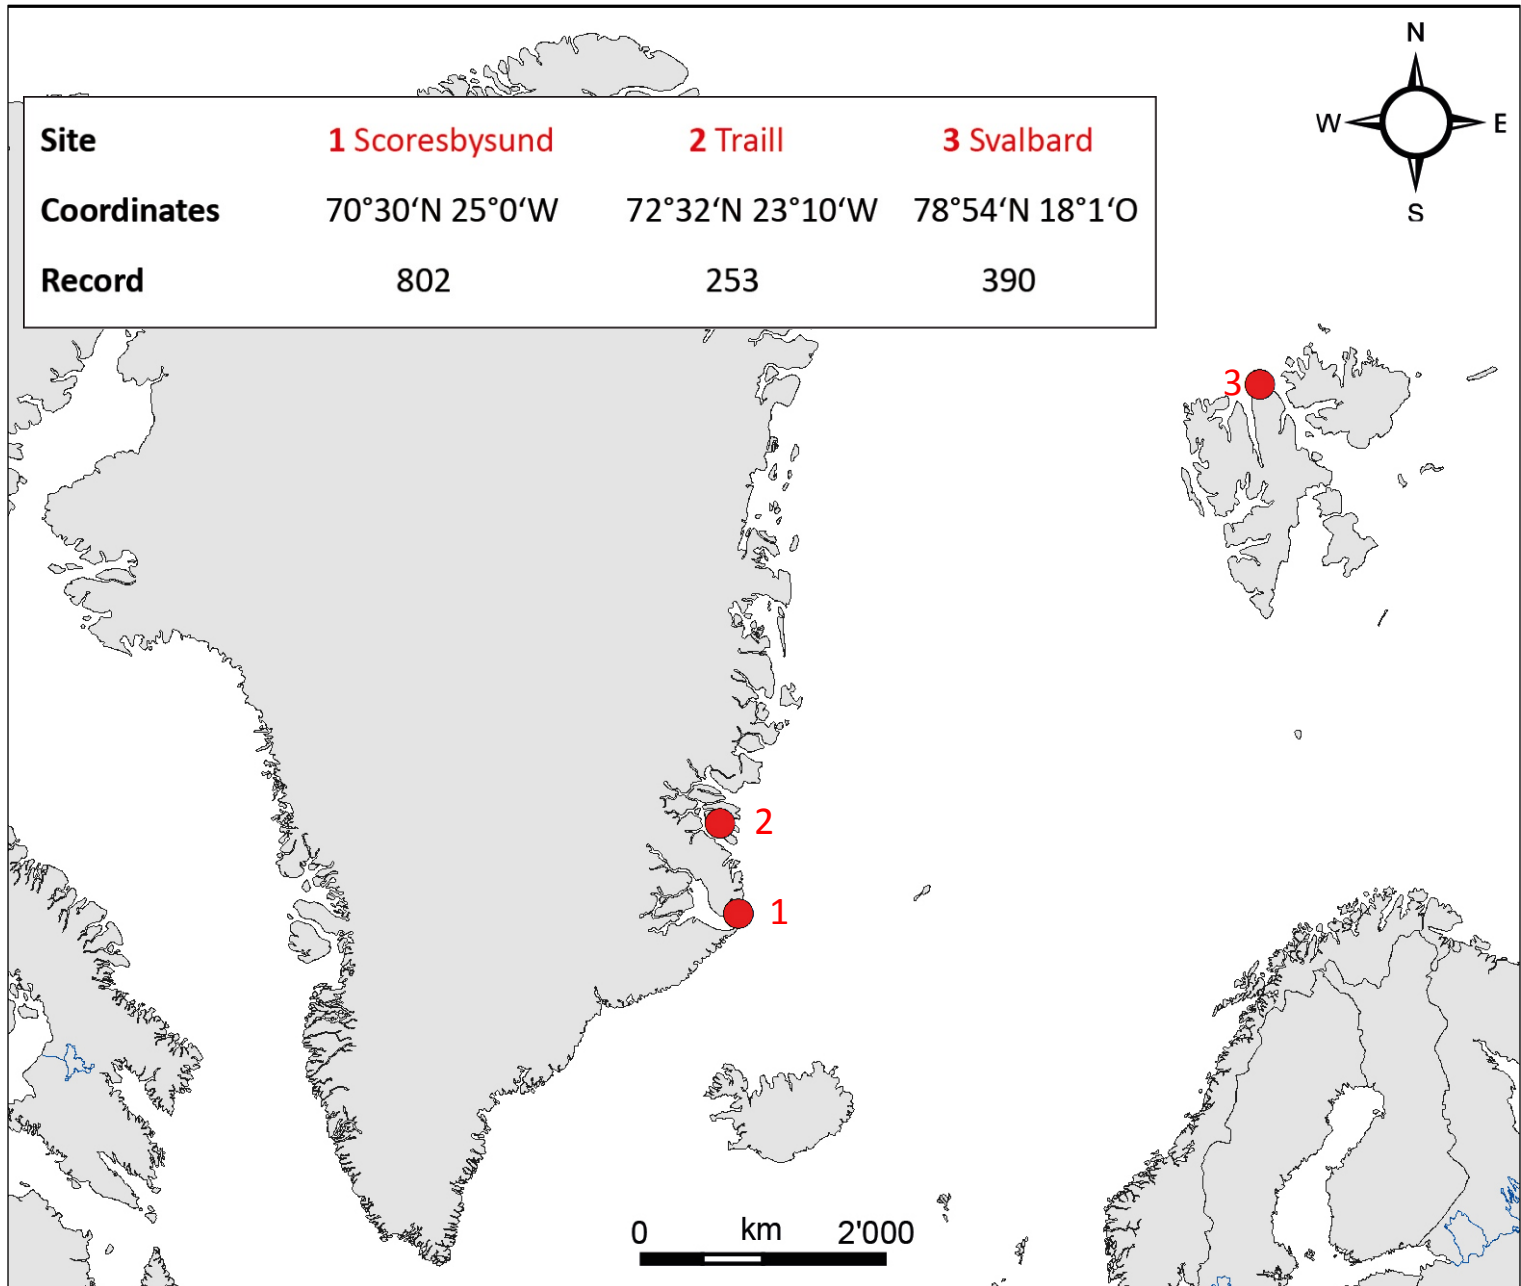 N
W E
S
Site 1 Scoresbysund 2 Traill 3 Svalbard
Coordinates 70°30‘N 25°0‘W 72°32‘N 23°10‘W 78°54‘N 18°1‘O
Record 802 253 390
3
2
1
0 km 2'000